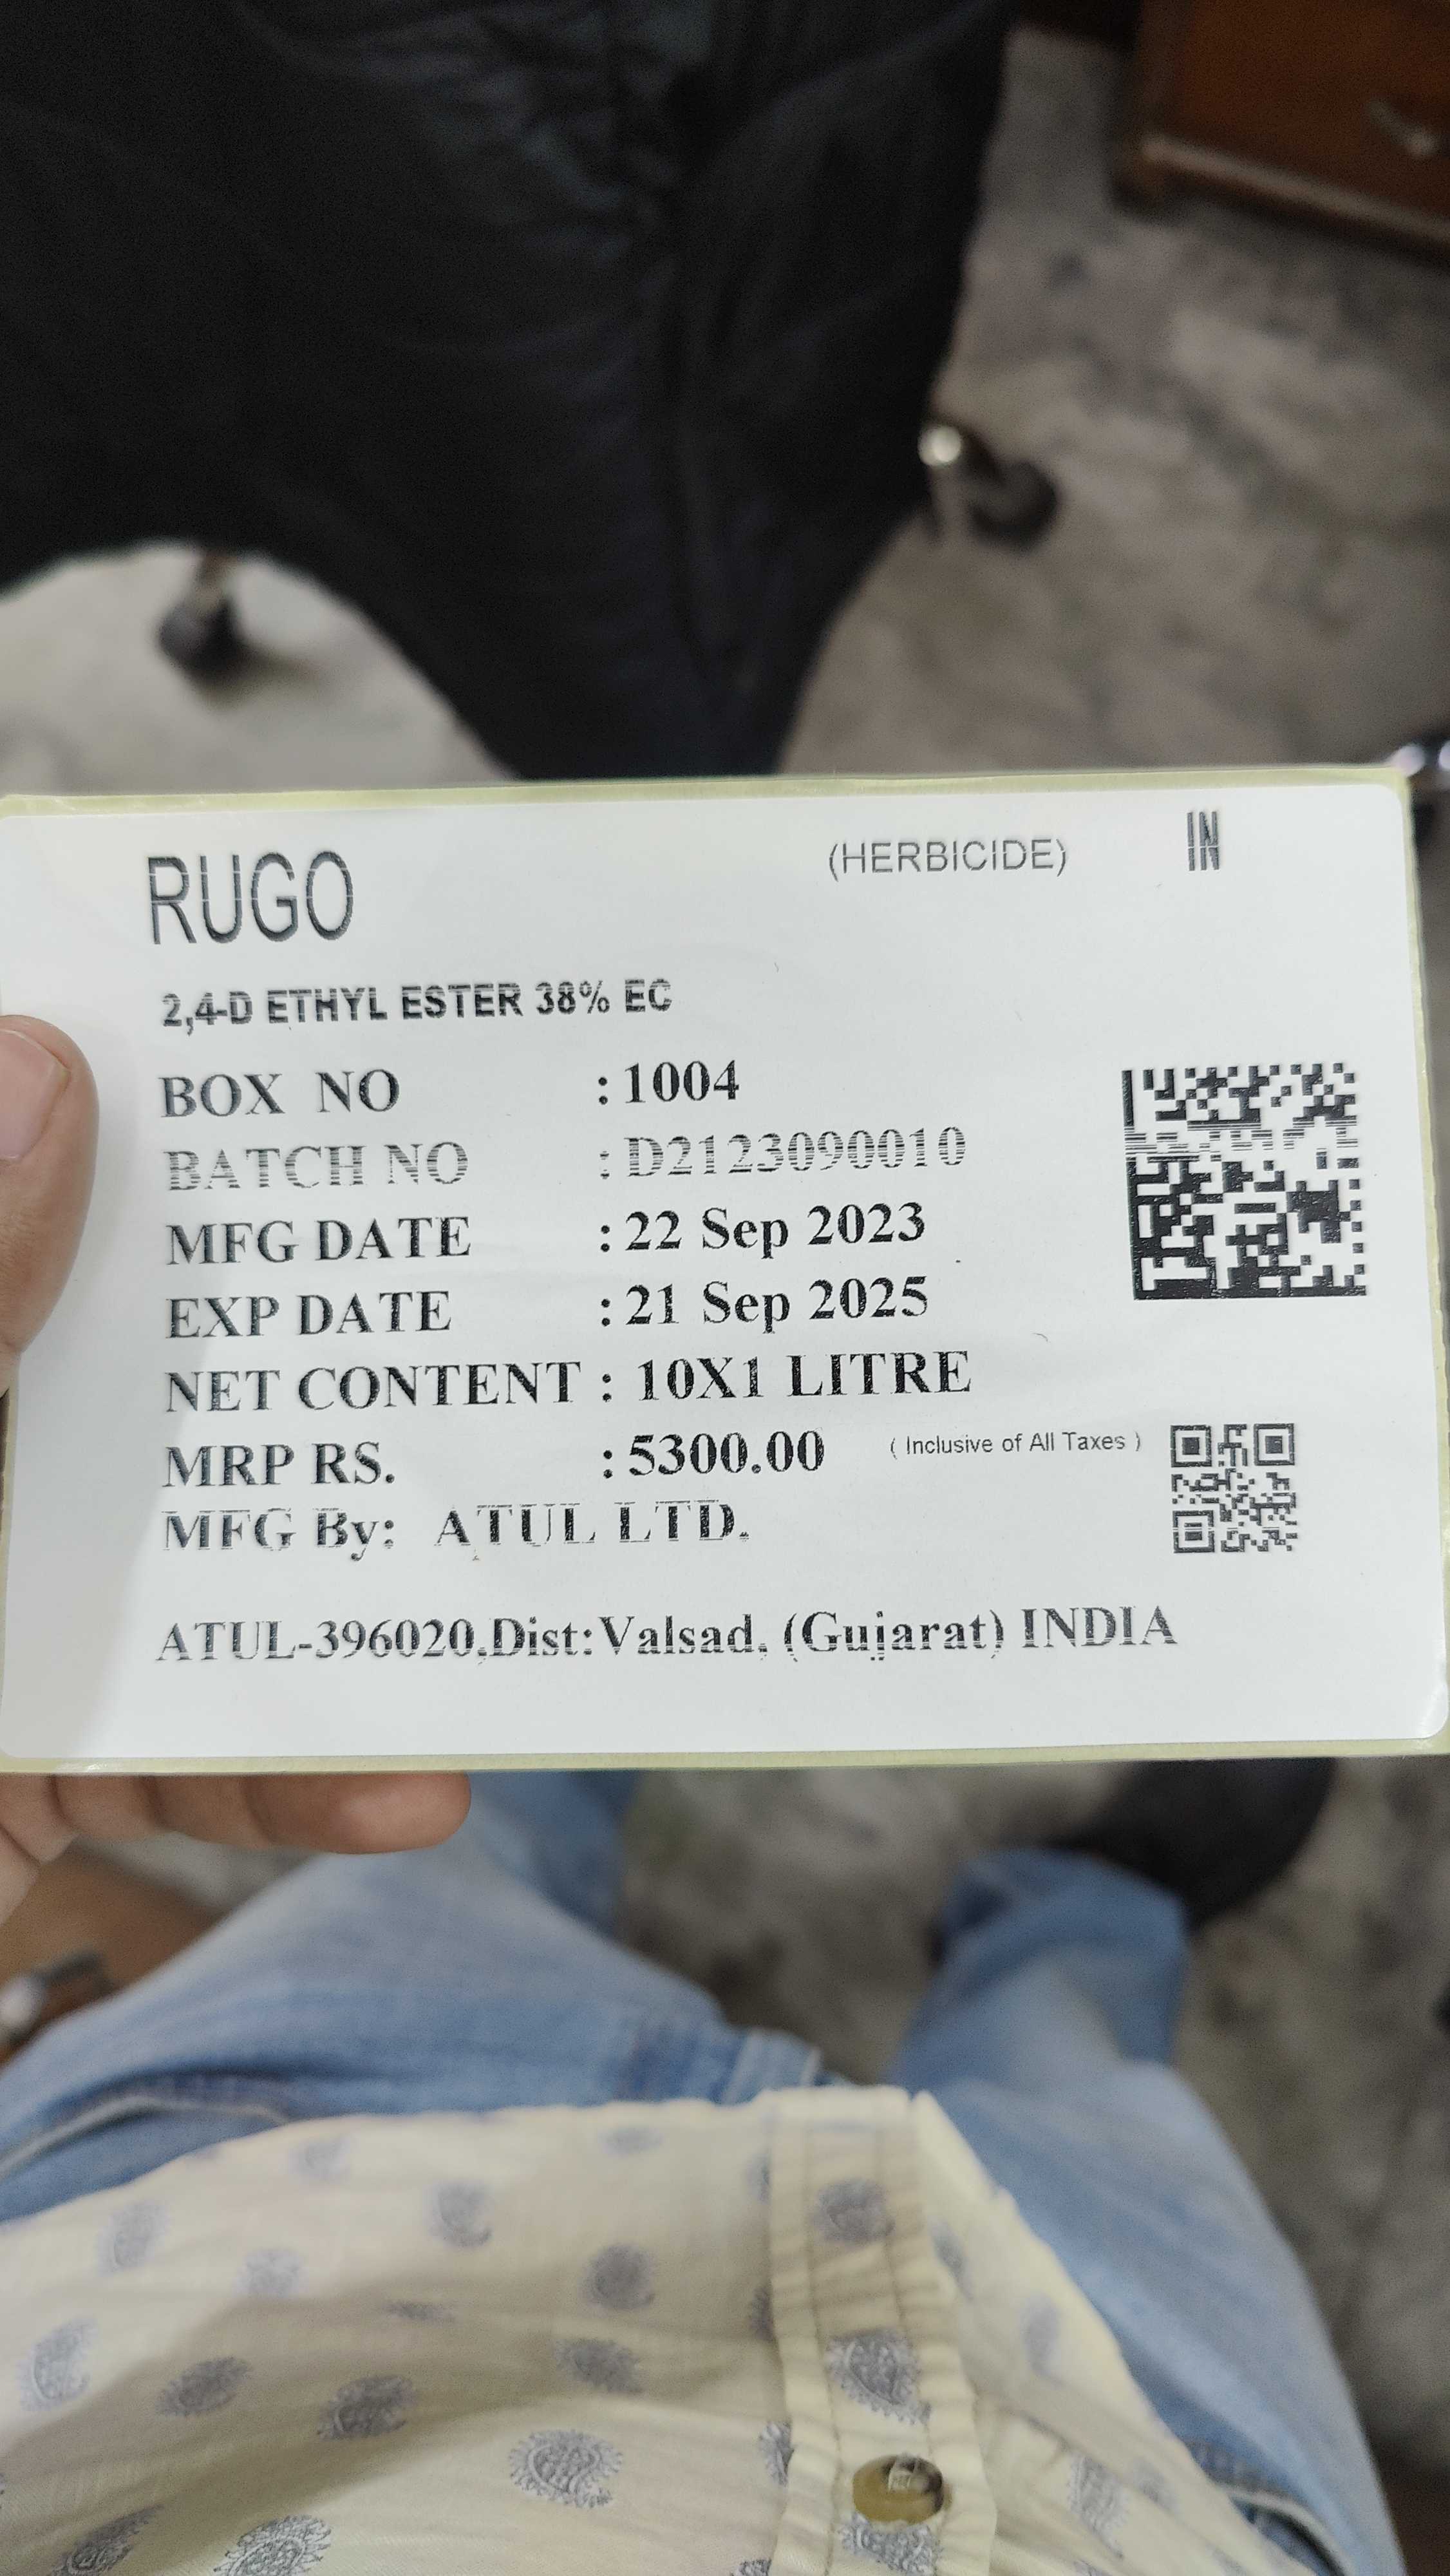 RUGO (HERBICIDE) IN
2,4-D ETHYL ESTER 38% EC
BOX NO : 1004
BATCH NO : D2123090010
MFG DATE : 22 Sep 2023
EXP DATE : 21 Sep 2025
NET CONTENT : 10X1 LITRE
MRP RS. : 5300.00 ( Inclusive of All Taxes )
MFG By: ATUL LTD.
ATUL-396020,Dist:Valsad, (Gujarat) INDIA